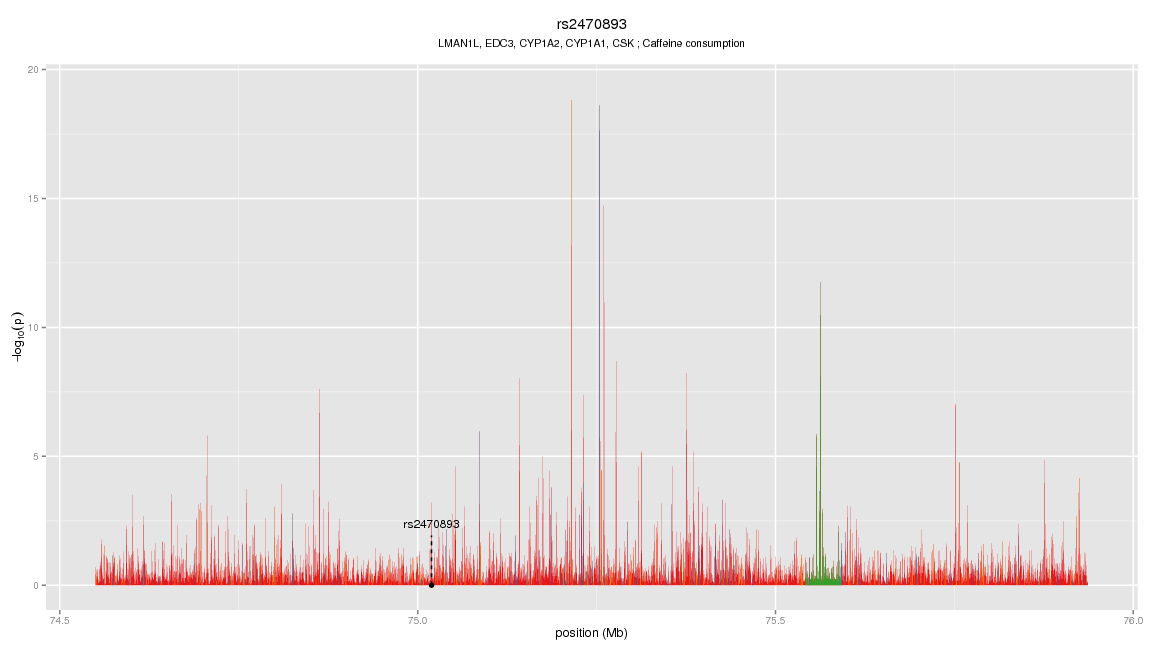 rs2470893
LMAN1L, EDC3, CYP1A2, CYP1A1, CSK ; Caffeine consumption
20
15
10
5
0
-log10(p)
rs2470893
74.5 75.0 75.5 76.0
position (Mb)